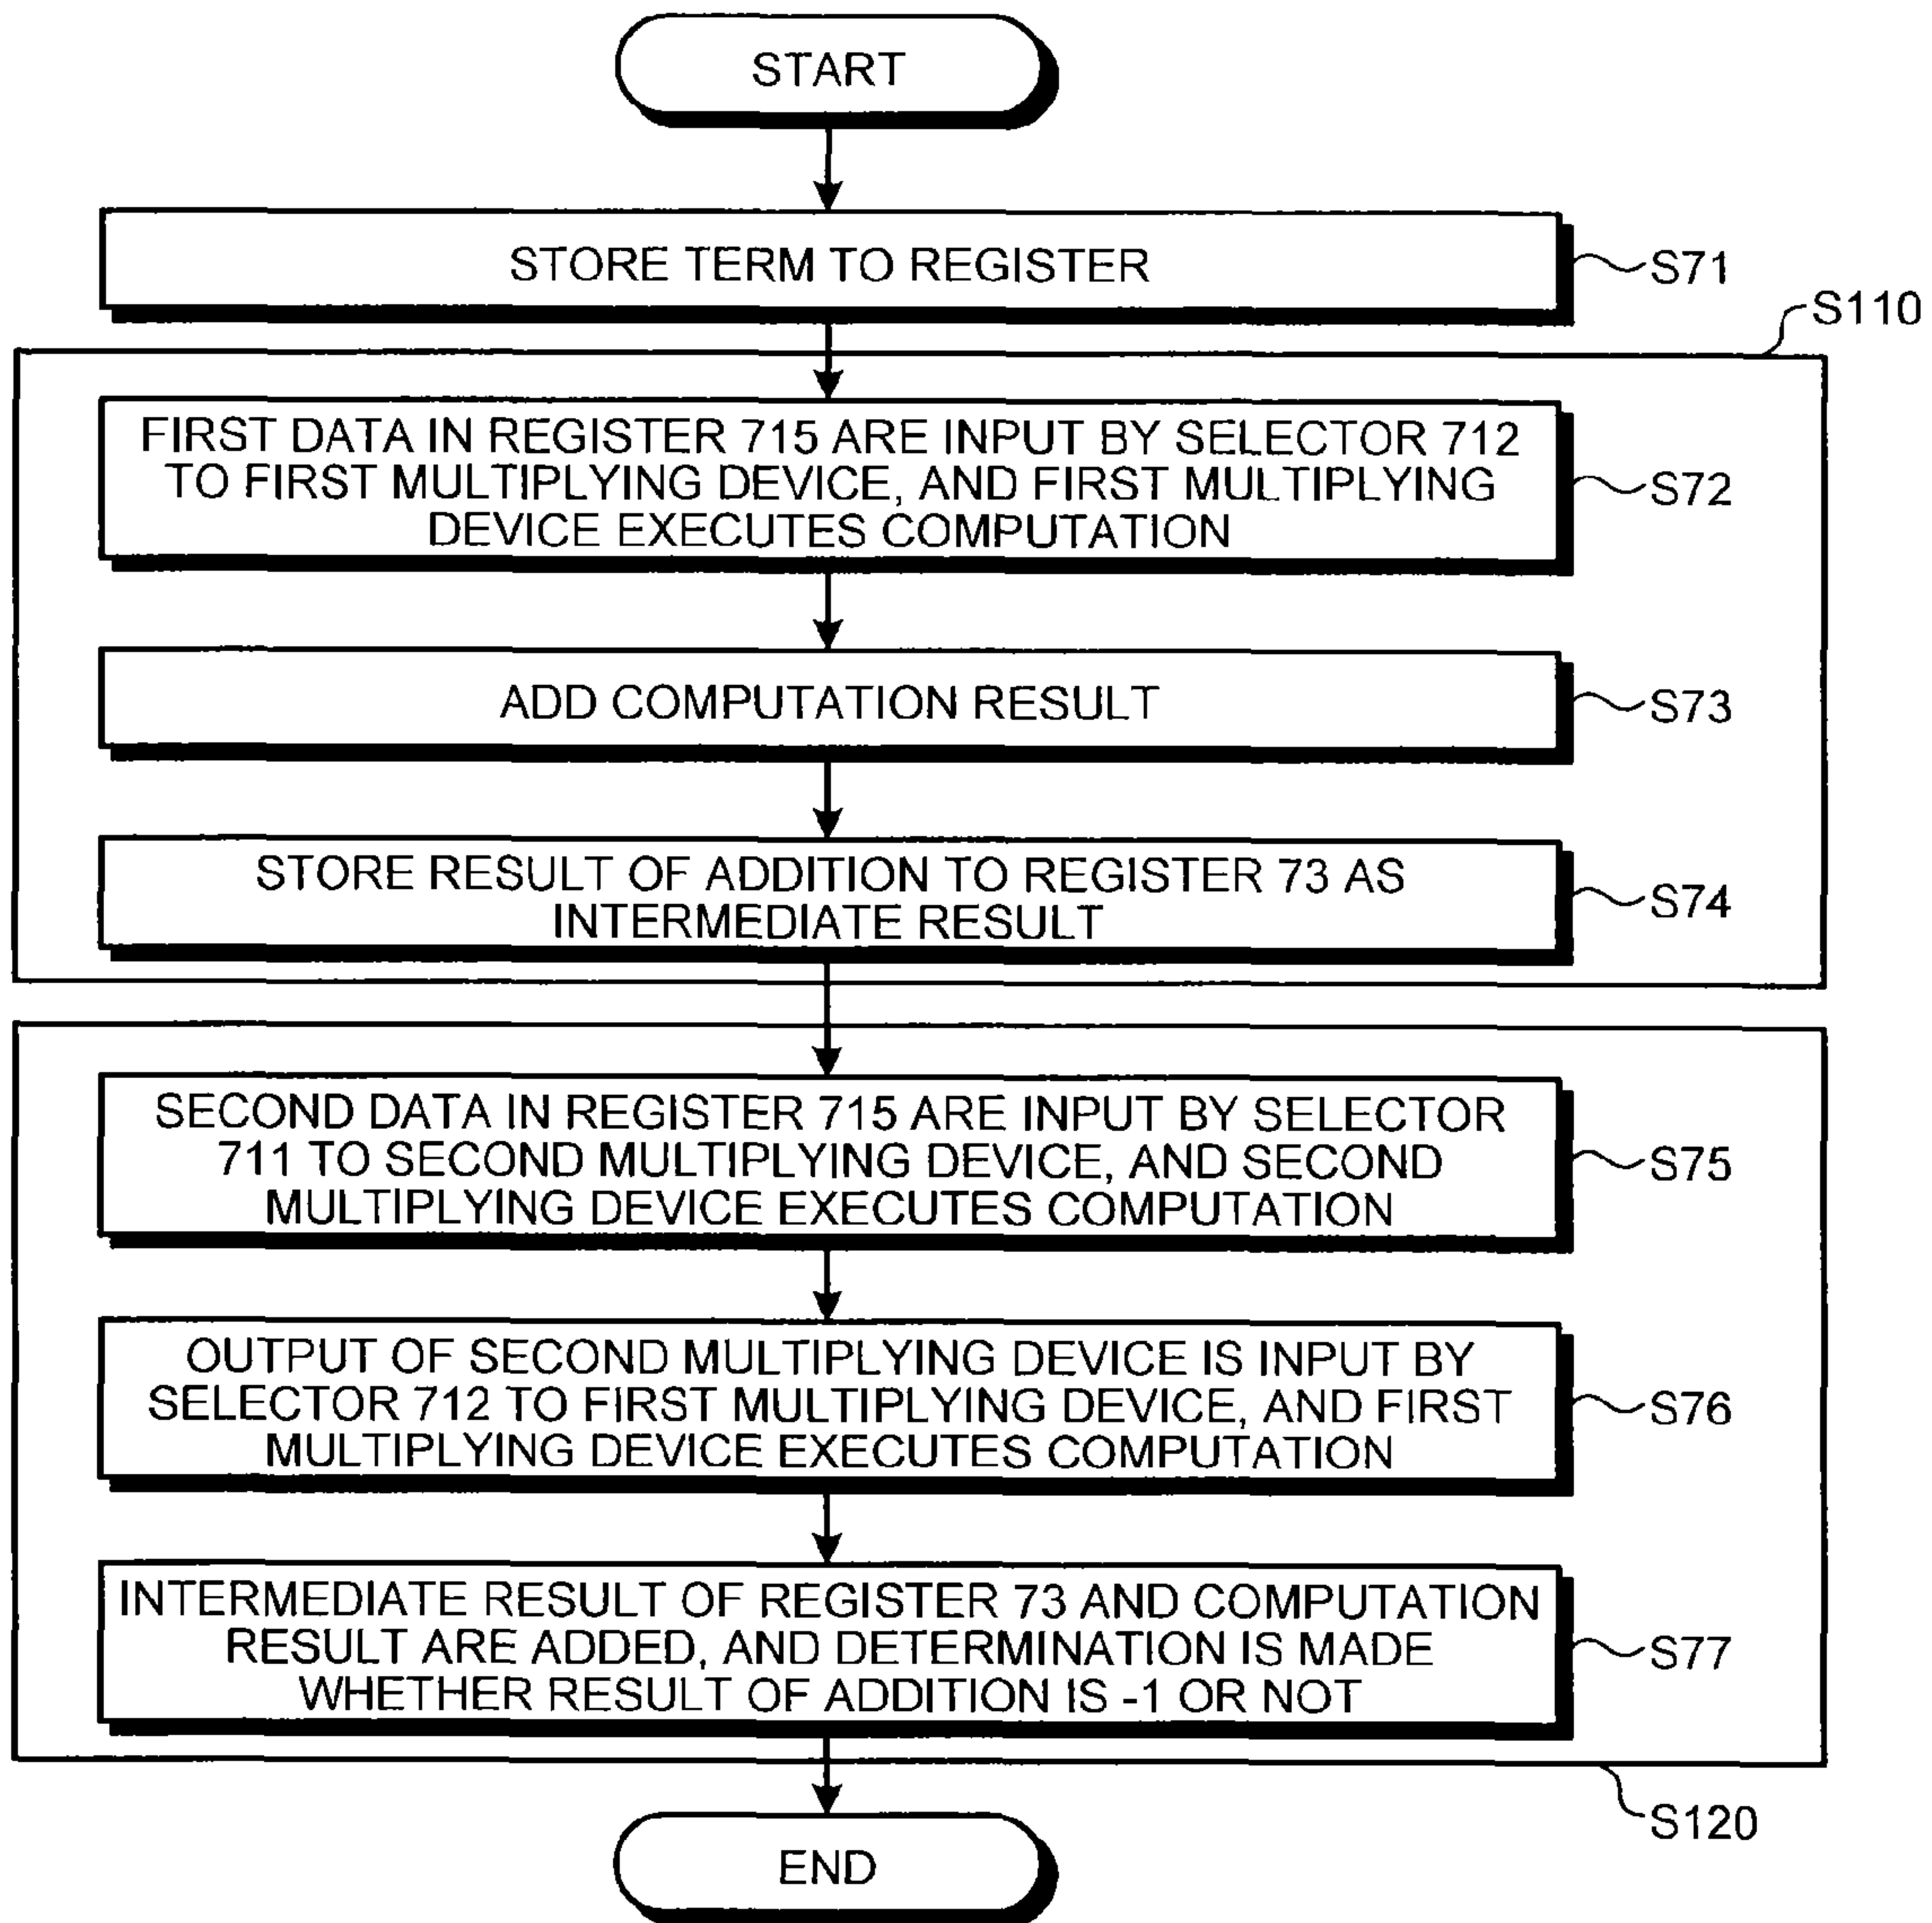 START
STORE TERM TO REGISTER
S71
S110
FIRST DATA IN REGISTER 715 ARE INPUT BY SELECTOR 712
TO FIRST MULTIPLYING DEVICE, AND FIRST MULTIPLYING
DEVICE EXECUTES COMPUTATION
S72
ADD COMPUTATION RESULT
S73
STORE RESULT OF ADDITION TO REGISTER 73 AS
INTERMEDIATE RESULT
S74
SECOND DATA IN REGISTER 715 ARE INPUT BY SELECTOR
711 TO SECOND MULTIPLYING DEVICE, AND SECOND
MULTIPLYING DEVICE EXECUTES COMPUTATION
S75
OUTPUT OF SECOND MULTIPLYING DEVICE IS INPUT BY
SELECTOR 712 TO FIRST MULTIPLYING DEVICE, AND FIRST
MULTIPLYING DEVICE EXECUTES COMPUTATION
S76
INTERMEDIATE RESULT OF REGISTER 73 AND COMPUTATION
RESULT ARE ADDED, AND DETERMINATION IS MADE
WHETHER RESULT OF ADDITION IS -1 OR NOT
S77
S120
END